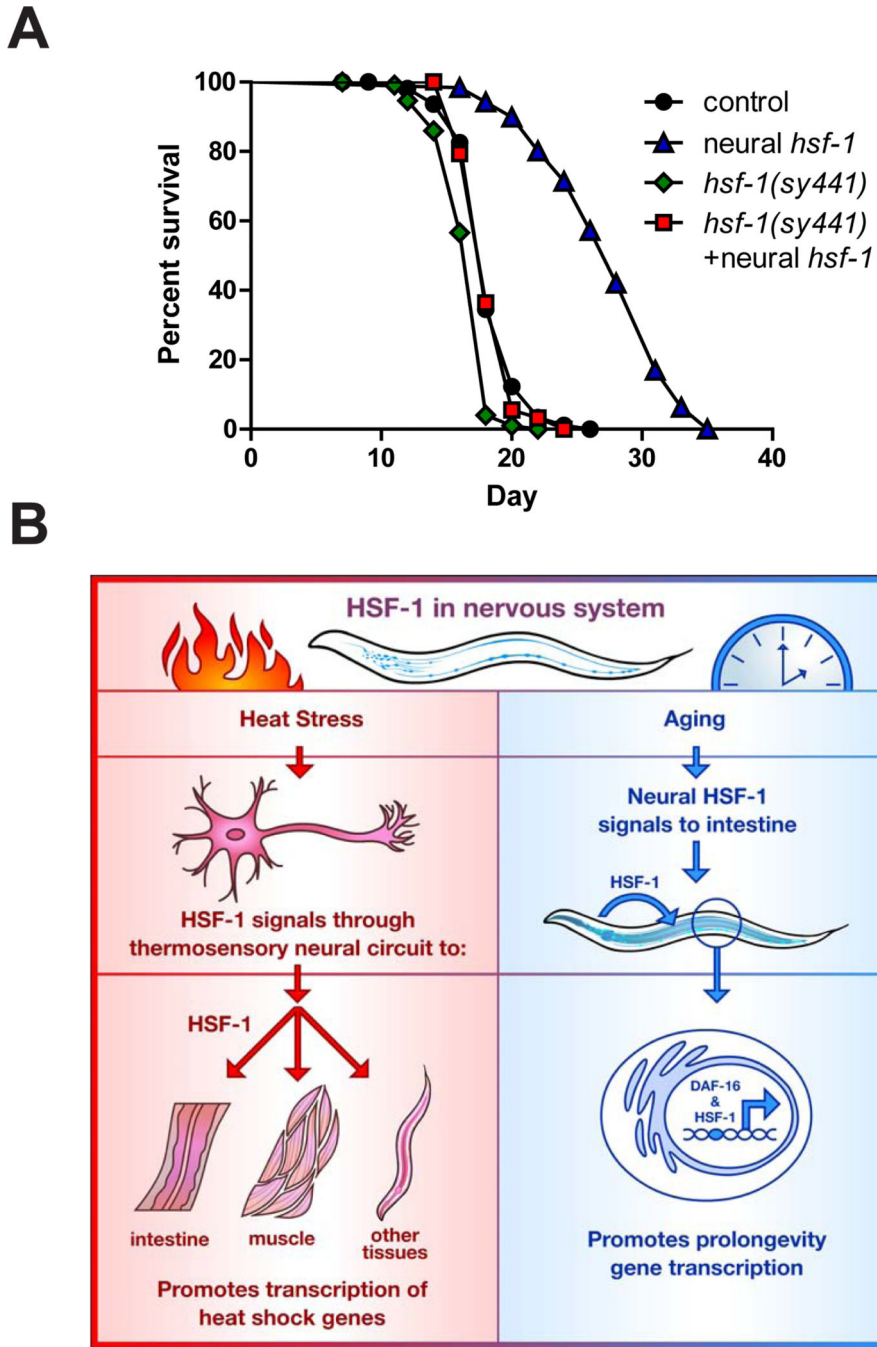 A
100
80
60
40
20
0
0
10
20
30
40
Percent survival
Day
control
neural hsf-1
hsf-1(sy441)
hsf-1(sy441)
+neural hsf-1
B
HSF-1 in nervous system
Heat Stress
HSF-1 signals through
thermosensory neural circuit to:
HSF-1
intestine
muscle
other
tissues
Promotes transcription of
heat shock genes
Aging
Neural HSF-1
signals to intestine
HSF-1
DAF-16
&
HSF-1
Promotes prolongevity
gene transcription